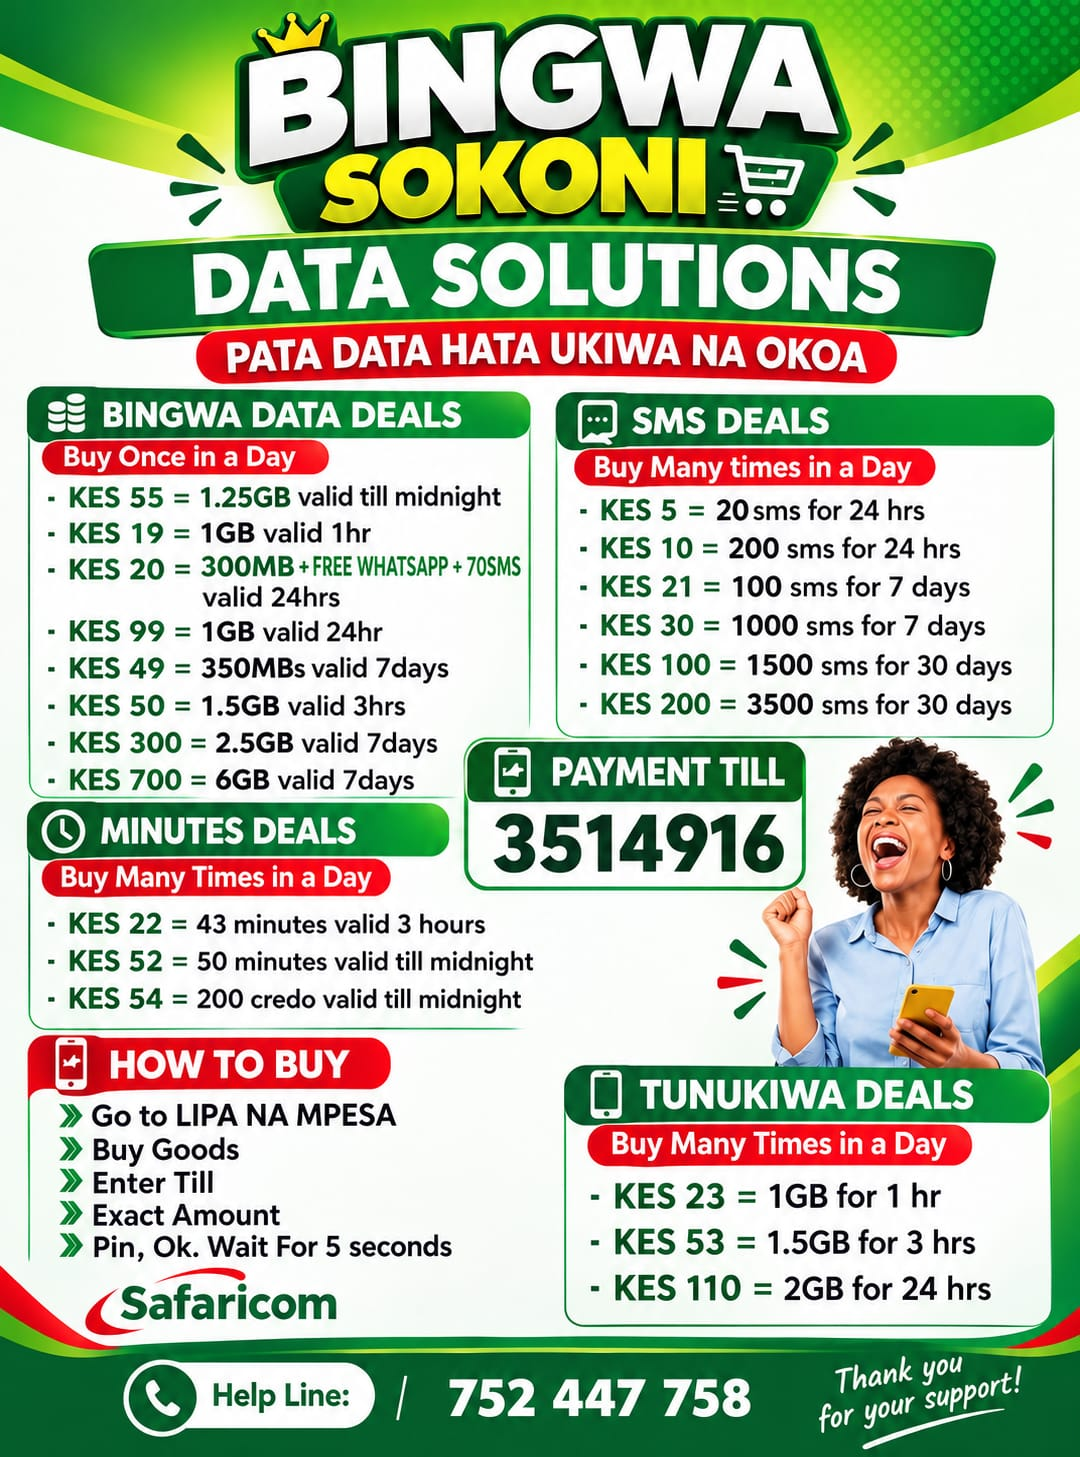 BINGWA
SOKONI
DATA SOLUTIONS
PATA DATA HATA UKIWA NA OKOA
BINGWA DATA DEALS
Buy Once in a Day
- KES 55 = 1.25GB valid till midnight
- KES 19 = 1GB valid 1hr
- KES 20 = 300MB + FREE WHATSAPP + 70SMS
valid 24hrs
- KES 99 = 1GB valid 24hr
- KES 49 = 350MBs valid 7days
- KES 50 = 1.5GB valid 3hrs
- KES 300 = 2.5GB valid 7days
- KES 700 = 6GB valid 7days
SMS DEALS
Buy Many times in a Day
- KES 5 = 20 sms for 24 hrs
- KES 10 = 200 sms for 24 hrs
- KES 21 = 100 sms for 7 days
- KES 30 = 1000 sms for 7 days
- KES 100 = 1500 sms for 30 days
- KES 200 = 3500 sms for 30 days
PAYMENT TILL
3514916
MINUTES DEALS
Buy Many Times in a Day
- KES 22 = 43 minutes valid 3 hours
- KES 52 = 50 minutes valid till midnight
- KES 54 = 200 credo valid till midnight
HOW TO BUY
Go to LIPA NA MPESA
Buy Goods
Enter Till
Exact Amount
Pin, Ok. Wait For 5 seconds
Safaricom
TUNUKIWA DEALS
Buy Many Times in a Day
- KES 23 = 1GB for 1 hr
- KES 53 = 1.5GB for 3 hrs
- KES 110 = 2GB for 24 hrs
Help Line: / 752 447 758
Thank you
for your support!